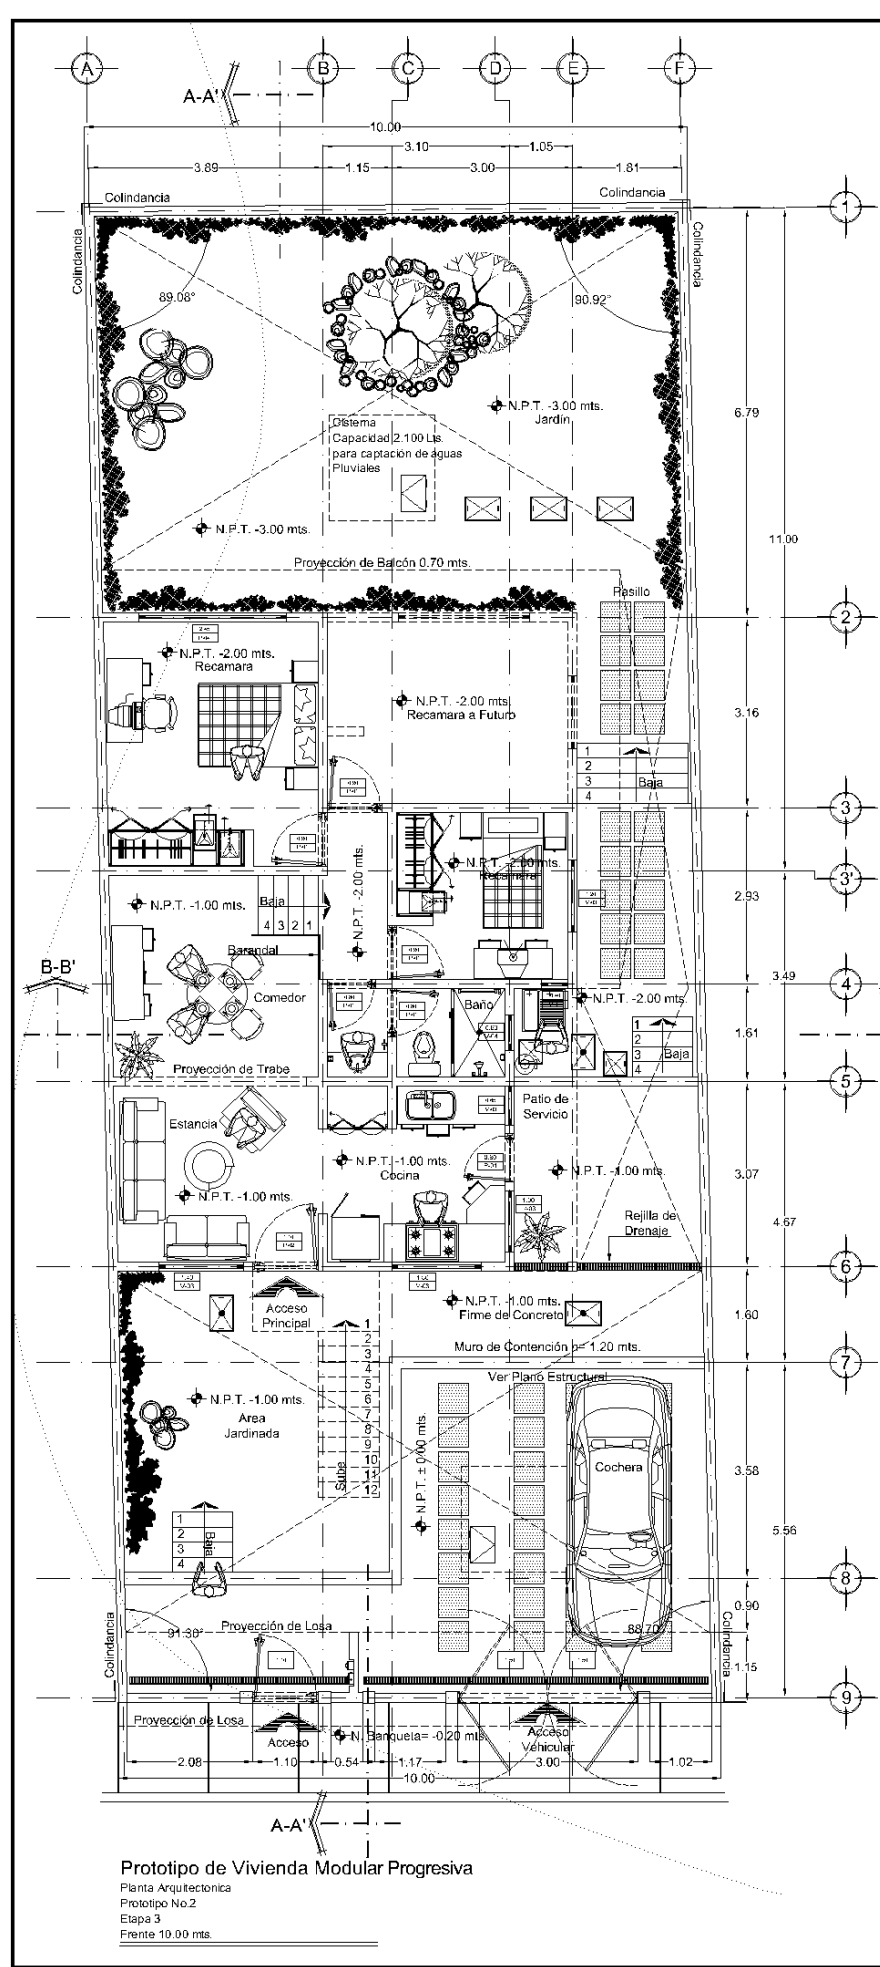 A
B
C
D
E
F
A-A'
10.00
3.10
1.05
3.89
1.15
3.00
1.81
Colindancia
Colindancia
1
Colindancia
Colindancia
89.08°
90.92°
N.P.T. -3.00 mts.
Jardín
6.79
Cisterna
Capacidad 2.100 Lts.
para captación de aguas
Pluviales
N.P.T. -3.00 mts.
11.00
Proyección de Balcón 0.70 mts.
Pasillo
2
N.P.T. -2.00 mts.
Recamara
N.P.T. -2.00 mts.
Recamara a Futuro
3.16
1
2
3
4
Baja
3
N.P.T. -2.00 mts.
Recamara
3'
N.P.T. -2.00 mts.
N.P.T. -1.00 mts.
Baja
4 3 2 1
2.93
Barandal
B-B'
3.49
4
Comedor
Baño
N.P.T. -2.00 mts.
1
2
3
4
Baja
1.61
Proyección de Trabe
5
Estancia
Patio de
Servicio
N.P.T. -1.00 mts.
Cocina
N.P.T. -1.00 mts.
N.P.T. -1.00 mts.
3.07
Rejilla de
Drenaje
4.67
6
Acceso
Principal
N.P.T. -1.00 mts.
Firme de Concreto
1.60
Muro de Contención h= 1.20 mts.
7
1
2
3
4
5
6
7
8
9
10
11
12
Sube
Ver Plano Estructural
N.P.T. -1.00 mts.
Area
Jardinada
N.P.T. ± 0.00 mts.
Cochera
3.58
5.56
1
2
3
4
Baja
8
0.90
91.30°
Proyección de Losa
88.70°
Colindancia
Colindancia
1.15
9
Proyección de Losa
Acceso
N. Banqueta= -0.20 mts.
Acceso
Vehicular
2.08
1.10
0.54
1.17
3.00
1.02
10.00
A-A'
Prototipo de Vivienda Modular Progresiva
Planta Arquitectonica
Prototipo No.2
Etapa 3
Frente 10.00 mts.